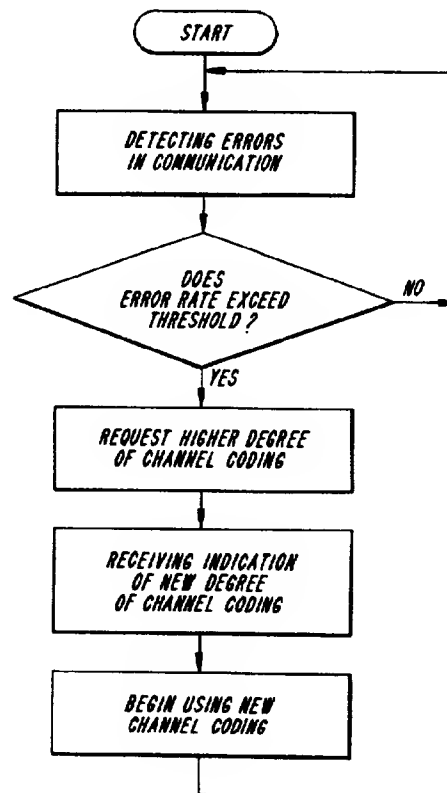 START
DETECTING ERRORS
IN COMMUNICATION
DOES
ERROR RATE EXCEED
THRESHOLD?
NO
YES
REQUEST HIGHER DEGREE
OF CHANNEL CODING
RECEIVING INDICATION
OF NEW DEGREE
OF CHANNEL CODING
BEGIN USING NEW
CHANNEL CODING